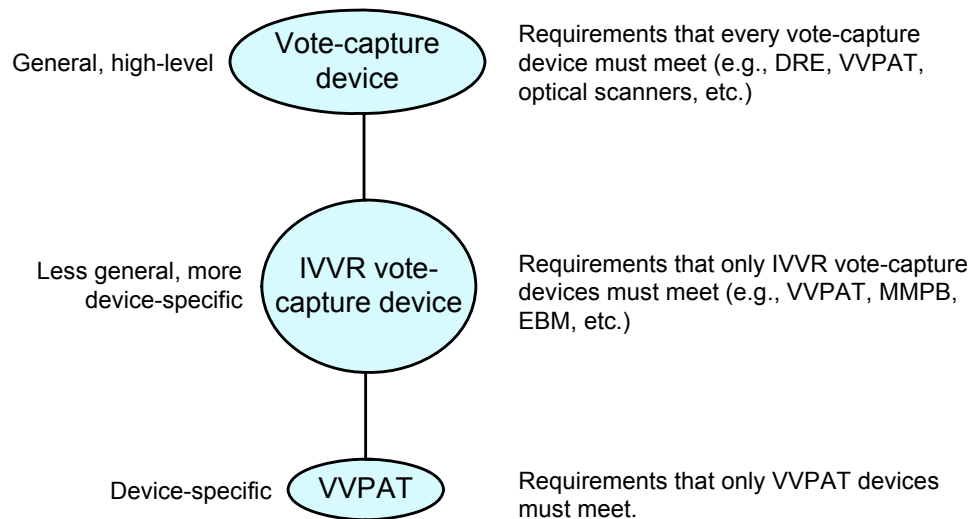 General, high-level
Vote-capture
device
Requirements that every vote-capture
device must meet (e.g., DRE, VVPAT,
optical scanners, etc.)
Less general, more
device-specific
IVVR vote-
capture device
Requirements that only IVVR vote-capture
devices must meet (e.g., VVPAT, MMPB,
EBM, etc.)
Device-specific
VVPAT
Requirements that only VVPAT devices
must meet.